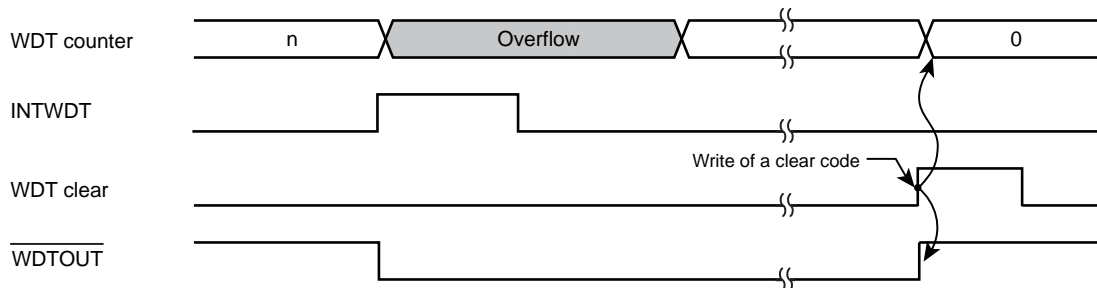 WDT counter
n
Overflow
0
INTWDT
Write of a clear code
WDT clear
WDTOUT